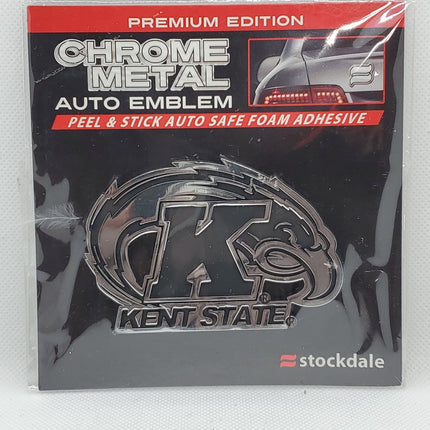 PREMIUM EDITION
CHROME
METAL
AUTO EMBLEM
PEEL & STICK AUTO SAFE FOAM ADHESIVE
K®
KENT STATE®
stockdale